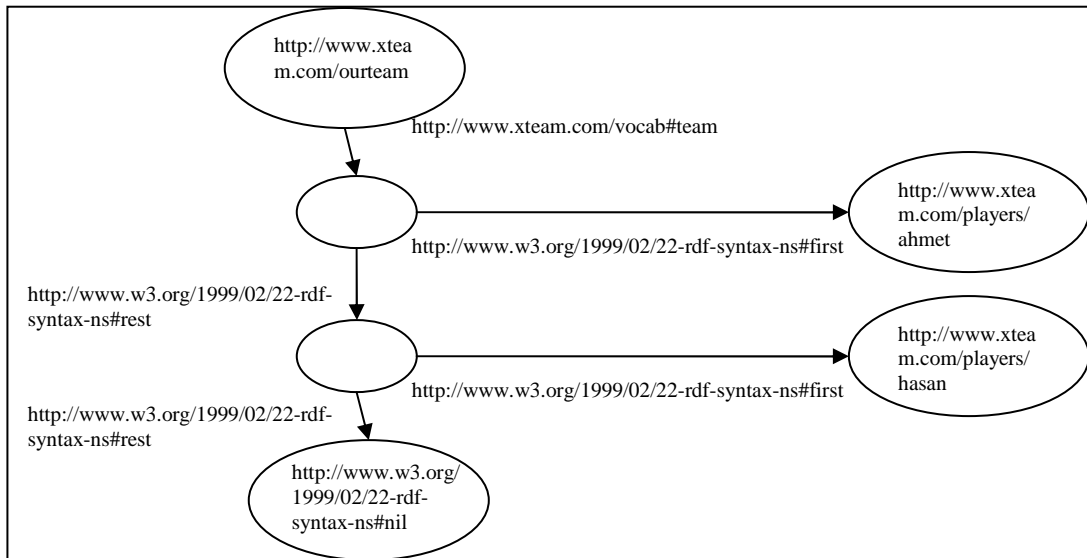 http://www.xtea
m.com/ourteam
http://www.xteam.com/vocab#team
http://www.xtea
m.com/players/
ahmet
http://www.w3.org/1999/02/22-rdf-syntax-ns#first
http://www.w3.org/1999/02/22-rdf-
syntax-ns#rest
http://www.xtea
m.com/players/
hasan
http://www.w3.org/1999/02/22-rdf-syntax-ns#first
http://www.w3.org/1999/02/22-rdf-
syntax-ns#rest
http://www.w3.org/
1999/02/22-rdf-
syntax-ns#nil